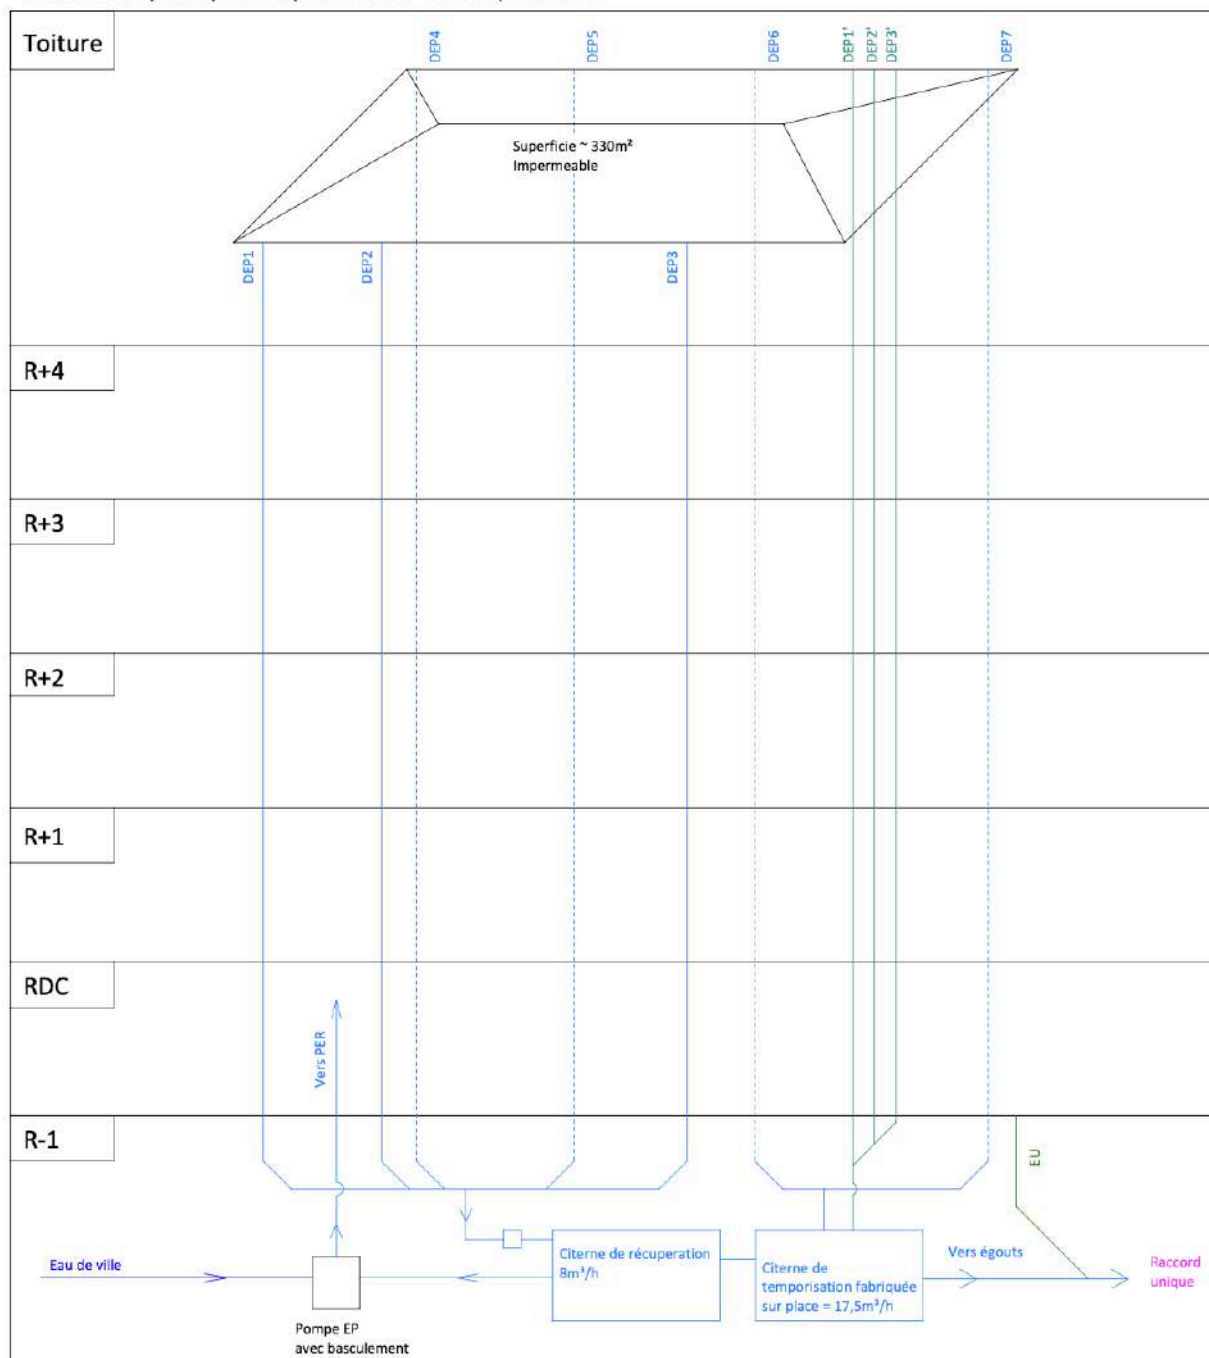 Toiture
DEP4
DEP5
DEP6
DEP1'
DEP2'
DEP3'
DEP7
Superficie ~ 330m²
Impermeable
DEP1
DEP2
DEP3
R+4
R+3
R+2
R+1
RDC
Vers PER
R-1
EU
Eau de ville
Citerne de récuperation
8m³/h
Citerne de
temporisation fabriquée
sur place = 17,5m³/h
Vers égouts
Raccord
unique
Pompe EP
avec basculement